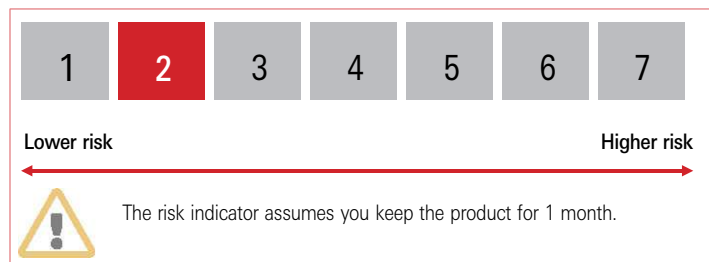 1 2 3 4 5 6 7
Lower risk Higher risk
The risk indicator assumes you keep the product for 1 month.